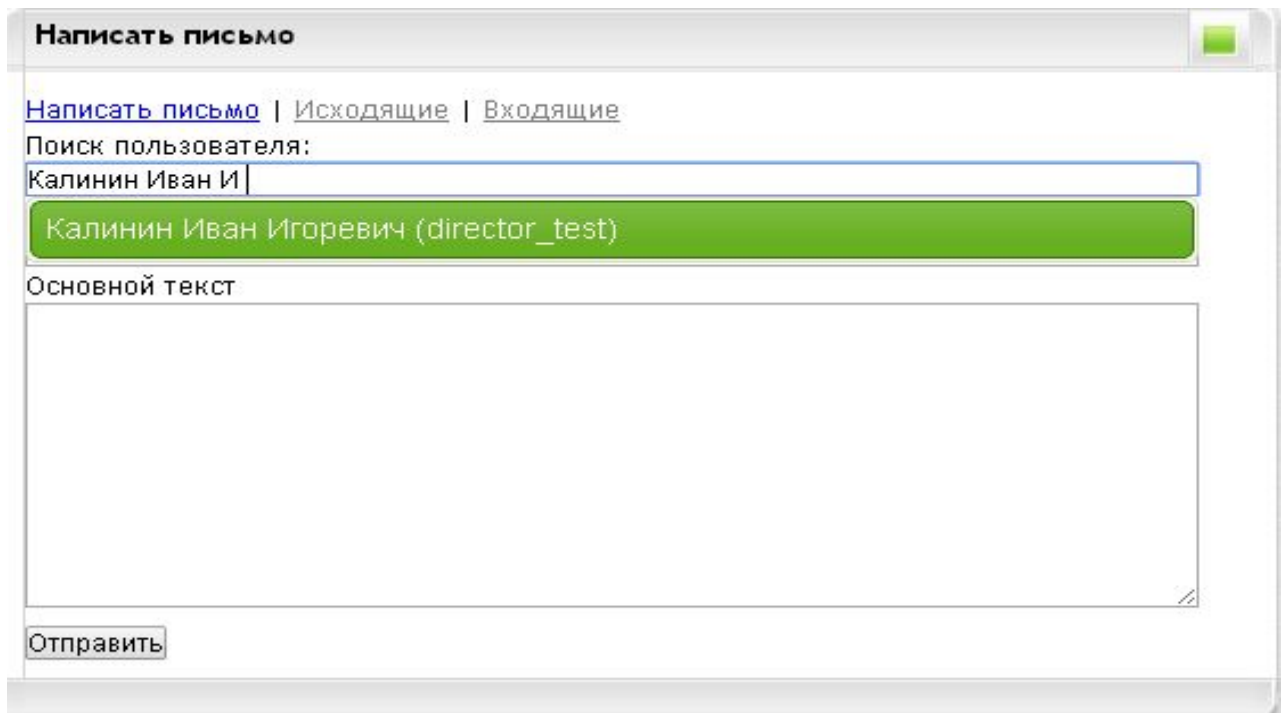 Написать письмо
Написать письмо | Исходящие | Входящие
Поиск пользователя:
Калинин Иван И
Калинин Иван Игоревич (director_test)
Основной текст
Отправить